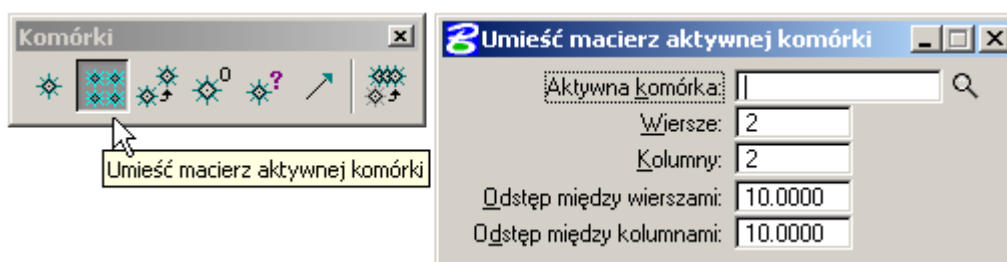 Komórki
Umieść macierz aktywnej komórki
Umieść macierz aktywnej komórki
Aktywna komórka:
Wiersze: 2
Kolumny: 2
Odstęp między wierszami: 10.0000
Odstęp między kolumnami: 10.0000